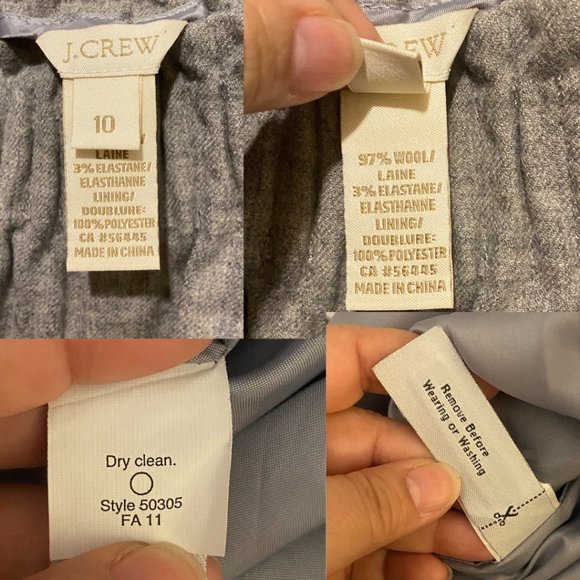 J.CREW
10
LAINE
3% ELASTANE/
ELASTHANNE
LINING/
DOUBLURE:
100% POLYESTER
CA #56445
MADE IN CHINA
CREW
97% WOOL/
LAINE
3% ELASTANE/
ELASTHANNE
LINING/
DOUBLURE:
100% POLYESTER
CA #56445
MADE IN CHINA
Dry clean.
Style 50305
FA 11
Remove Before
Wearing or Washing